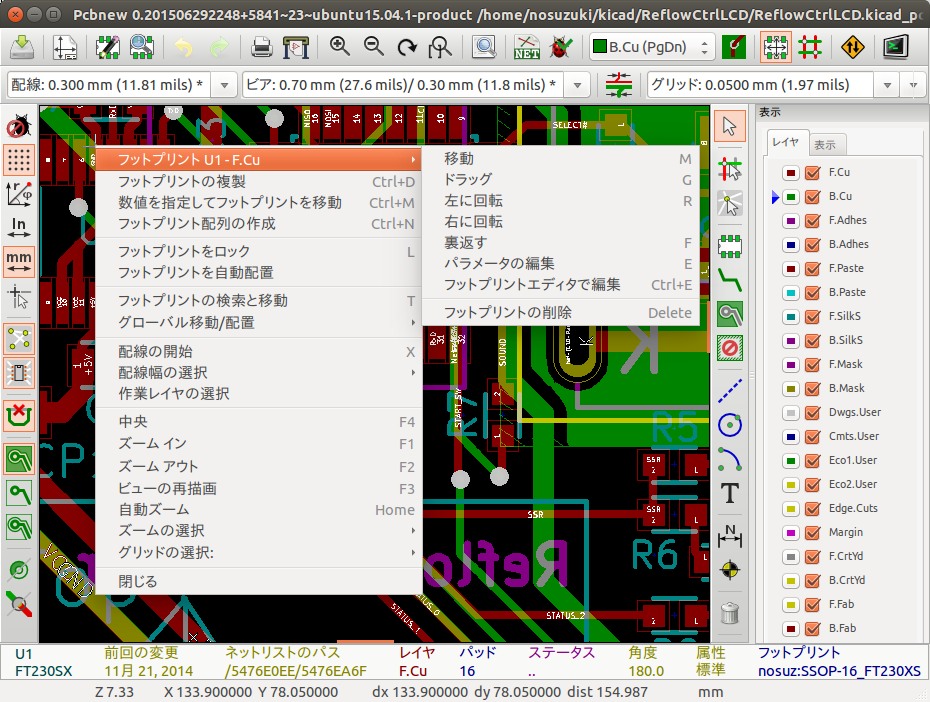 Pcbnew 0.201506292248+5841~23~ubuntu15.04.1-product /home/nosuzuki/kicad/ReflowCtrlLCD/ReflowCtrlLCD.kicad_pc
NET
B.Cu (PgDn)
配線: 0.300 mm (11.81 mils) *
ビア: 0.70 mm (27.6 mils)/ 0.30 mm (11.8 mils) *
グリッド: 0.0500 mm (1.97 mils)
In
mm
フットプリント U1 - F.Cu
フットプリントの複製 Ctrl+D
数値を指定してフットプリントを移動 Ctrl+M
フットプリント配列の作成 Ctrl+N
フットプリントをロック L
フットプリントを自動配置
フットプリントの検索と移動 T
グローバル移動/配置
配線の開始 X
配線幅の選択
作業レイヤの選択
中央 F4
ズーム イン F1
ズーム アウト F2
ビューの再描画 F3
自動ズーム Home
ズームの選択
グリッドの選択:
閉じる
移動 M
ドラッグ G
左に回転 R
右に回転
裏返す F
パラメータの編集 E
フットプリントエディタで編集 Ctrl+E
フットプリントの削除 Delete
SELECT#
14
13
12
10
9
+5V
SOUND
START_SW
R7
R5
R6
SSR
SSR
SSR
STATUS_0
STATUS_1
STATUS_2
VCC
GND
表示
レイヤ
表示
F.Cu
B.Cu
F.Adhes
B.Adhes
F.Paste
B.Paste
F.SilkS
B.SilkS
F.Mask
B.Mask
Dwgs.User
Cmts.User
Eco1.User
Eco2.User
Edge.Cuts
Margin
F.CrtYd
B.CrtYd
F.Fab
B.Fab
U1 前回の変更 ネットリストのパス レイヤ パッド ステータス 角度 属性 フットプリント
FT230SX 11月 21, 2014 /5476E0EE/5476EA6F F.Cu 16 .. 180.0 標準 nosuz:SSOP-16_FT230XS
Z 7.33 X 133.900000 Y 78.050000 dx 133.900000 dy 78.050000 dist 154.987 mm